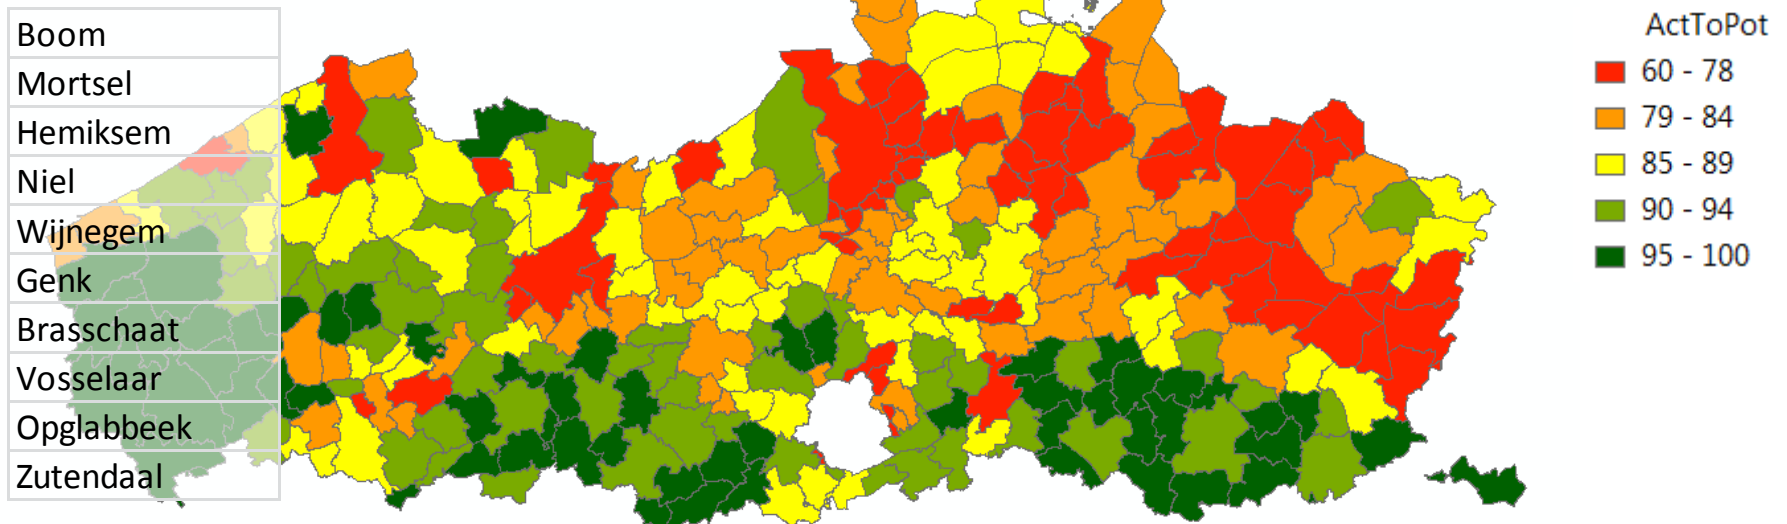 Boom
Mortsel
Hemiksem
Niel
Wijnegem
Genk
Brasschaat
Vosselaar
Opglabbeek
Zutendaal
ActToPot
60 - 78
79 - 84
85 - 89
90 - 94
95 - 100